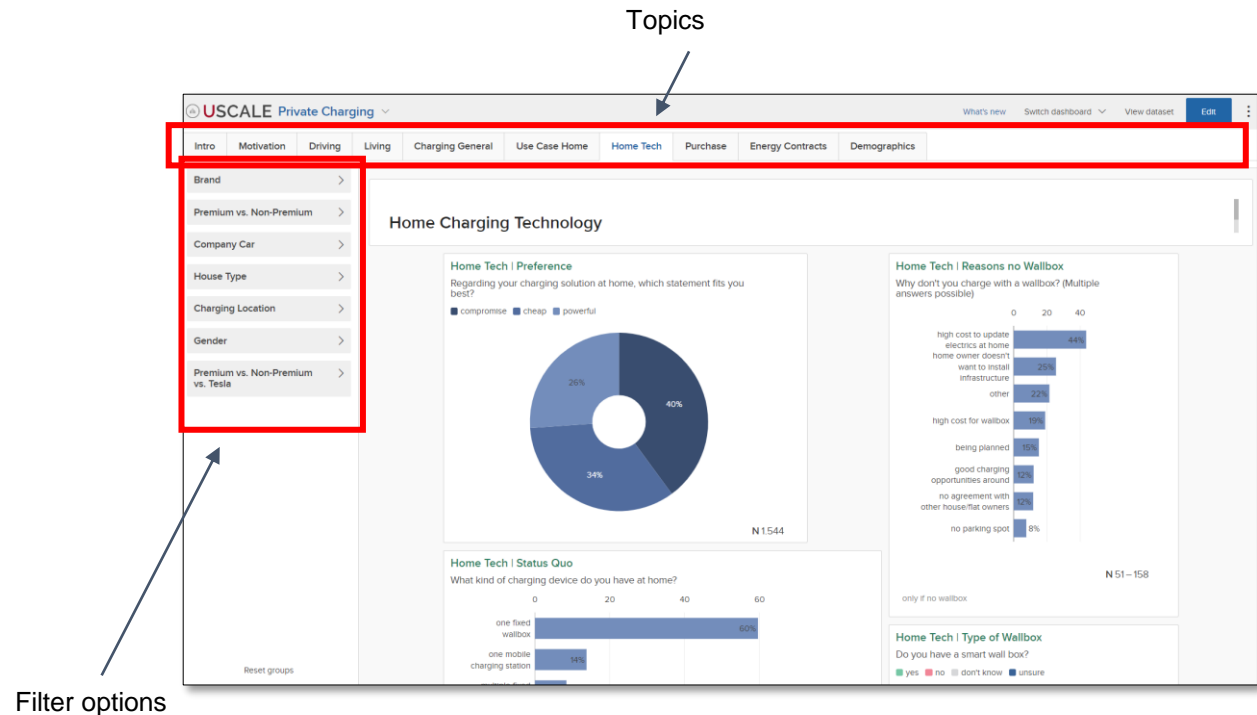 Topics
USCALE Private Charging
What's new Switch dashboard View dataset Edit
Intro Motivation Driving Living Charging General Use Case Home Home Tech Purchase Energy Contracts Demographics
Brand
Premium vs. Non-Premium
Company Car
House Type
Charging Location
Gender
Premium vs. Non-Premium
vs. Tesla
Reset groups
Filter options
Home Charging Technology
Home Tech | Preference
Regarding your charging solution at home, which statement fits you
best?
compromise cheap powerful
26%
40%
34%
N 1.544
Home Tech | Status Quo
What kind of charging device do you have at home?
0 20 40 60
one fixed
wallbox
60%
one mobile
charging station
14%
Home Tech | Reasons no Wallbox
Why don't you charge with a wallbox? (Multiple
answers possible)
0 20 40
high cost to update
electrics at home
44%
home owner doesn't
want to install
infrastructure
25%
other 22%
high cost for wallbox 19%
being planned 15%
good charging
opportunities around
12%
no agreement with
other house/flat owners
12%
no parking spot 8%
N 51 – 158
only if no wallbox
Home Tech | Type of Wallbox
Do you have a smart wall box?
yes no don't know unsure